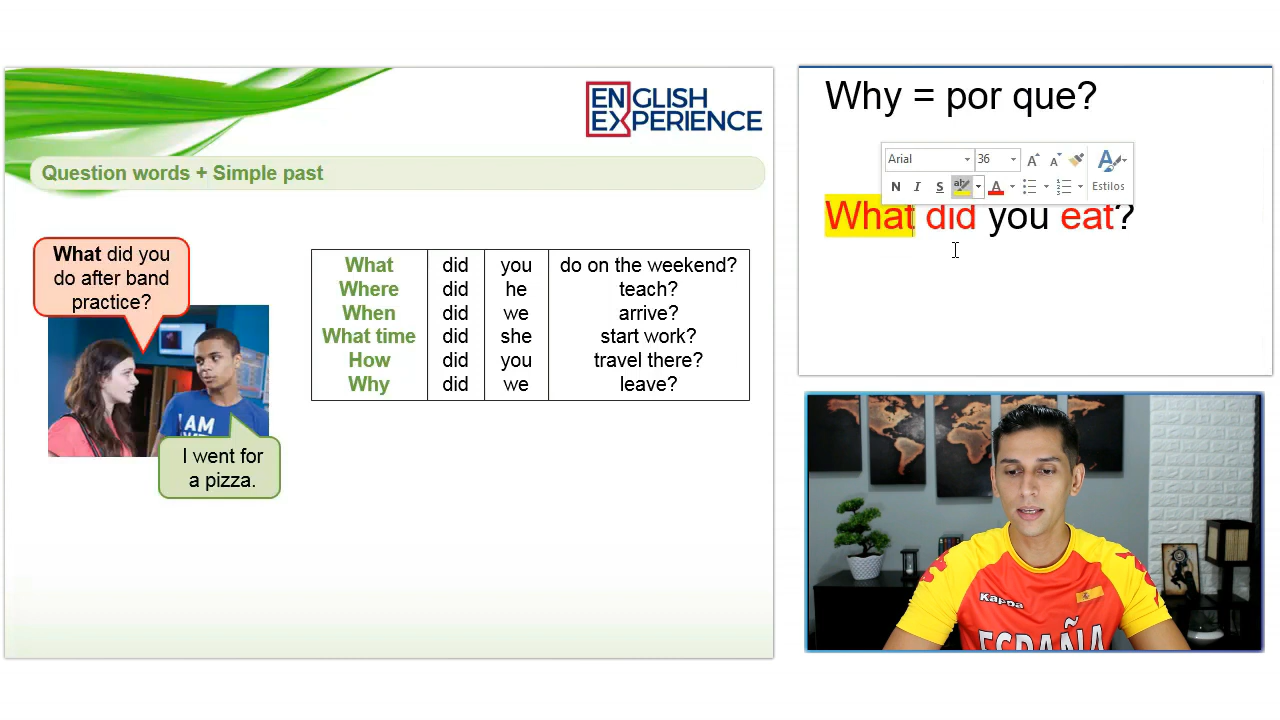 ENGLISH
EXPERIENCE
Question words + Simple past
What did you
do after band
practice?
I AM
I went for
a pizza.
What did you do on the weekend?
Where did he teach?
When did we arrive?
What time did she start work?
How did you travel there?
Why did we leave?
Why = por que?
Arial 36
N K S ab A Estilos
What did you eat?
Kappa
ESPAÑA